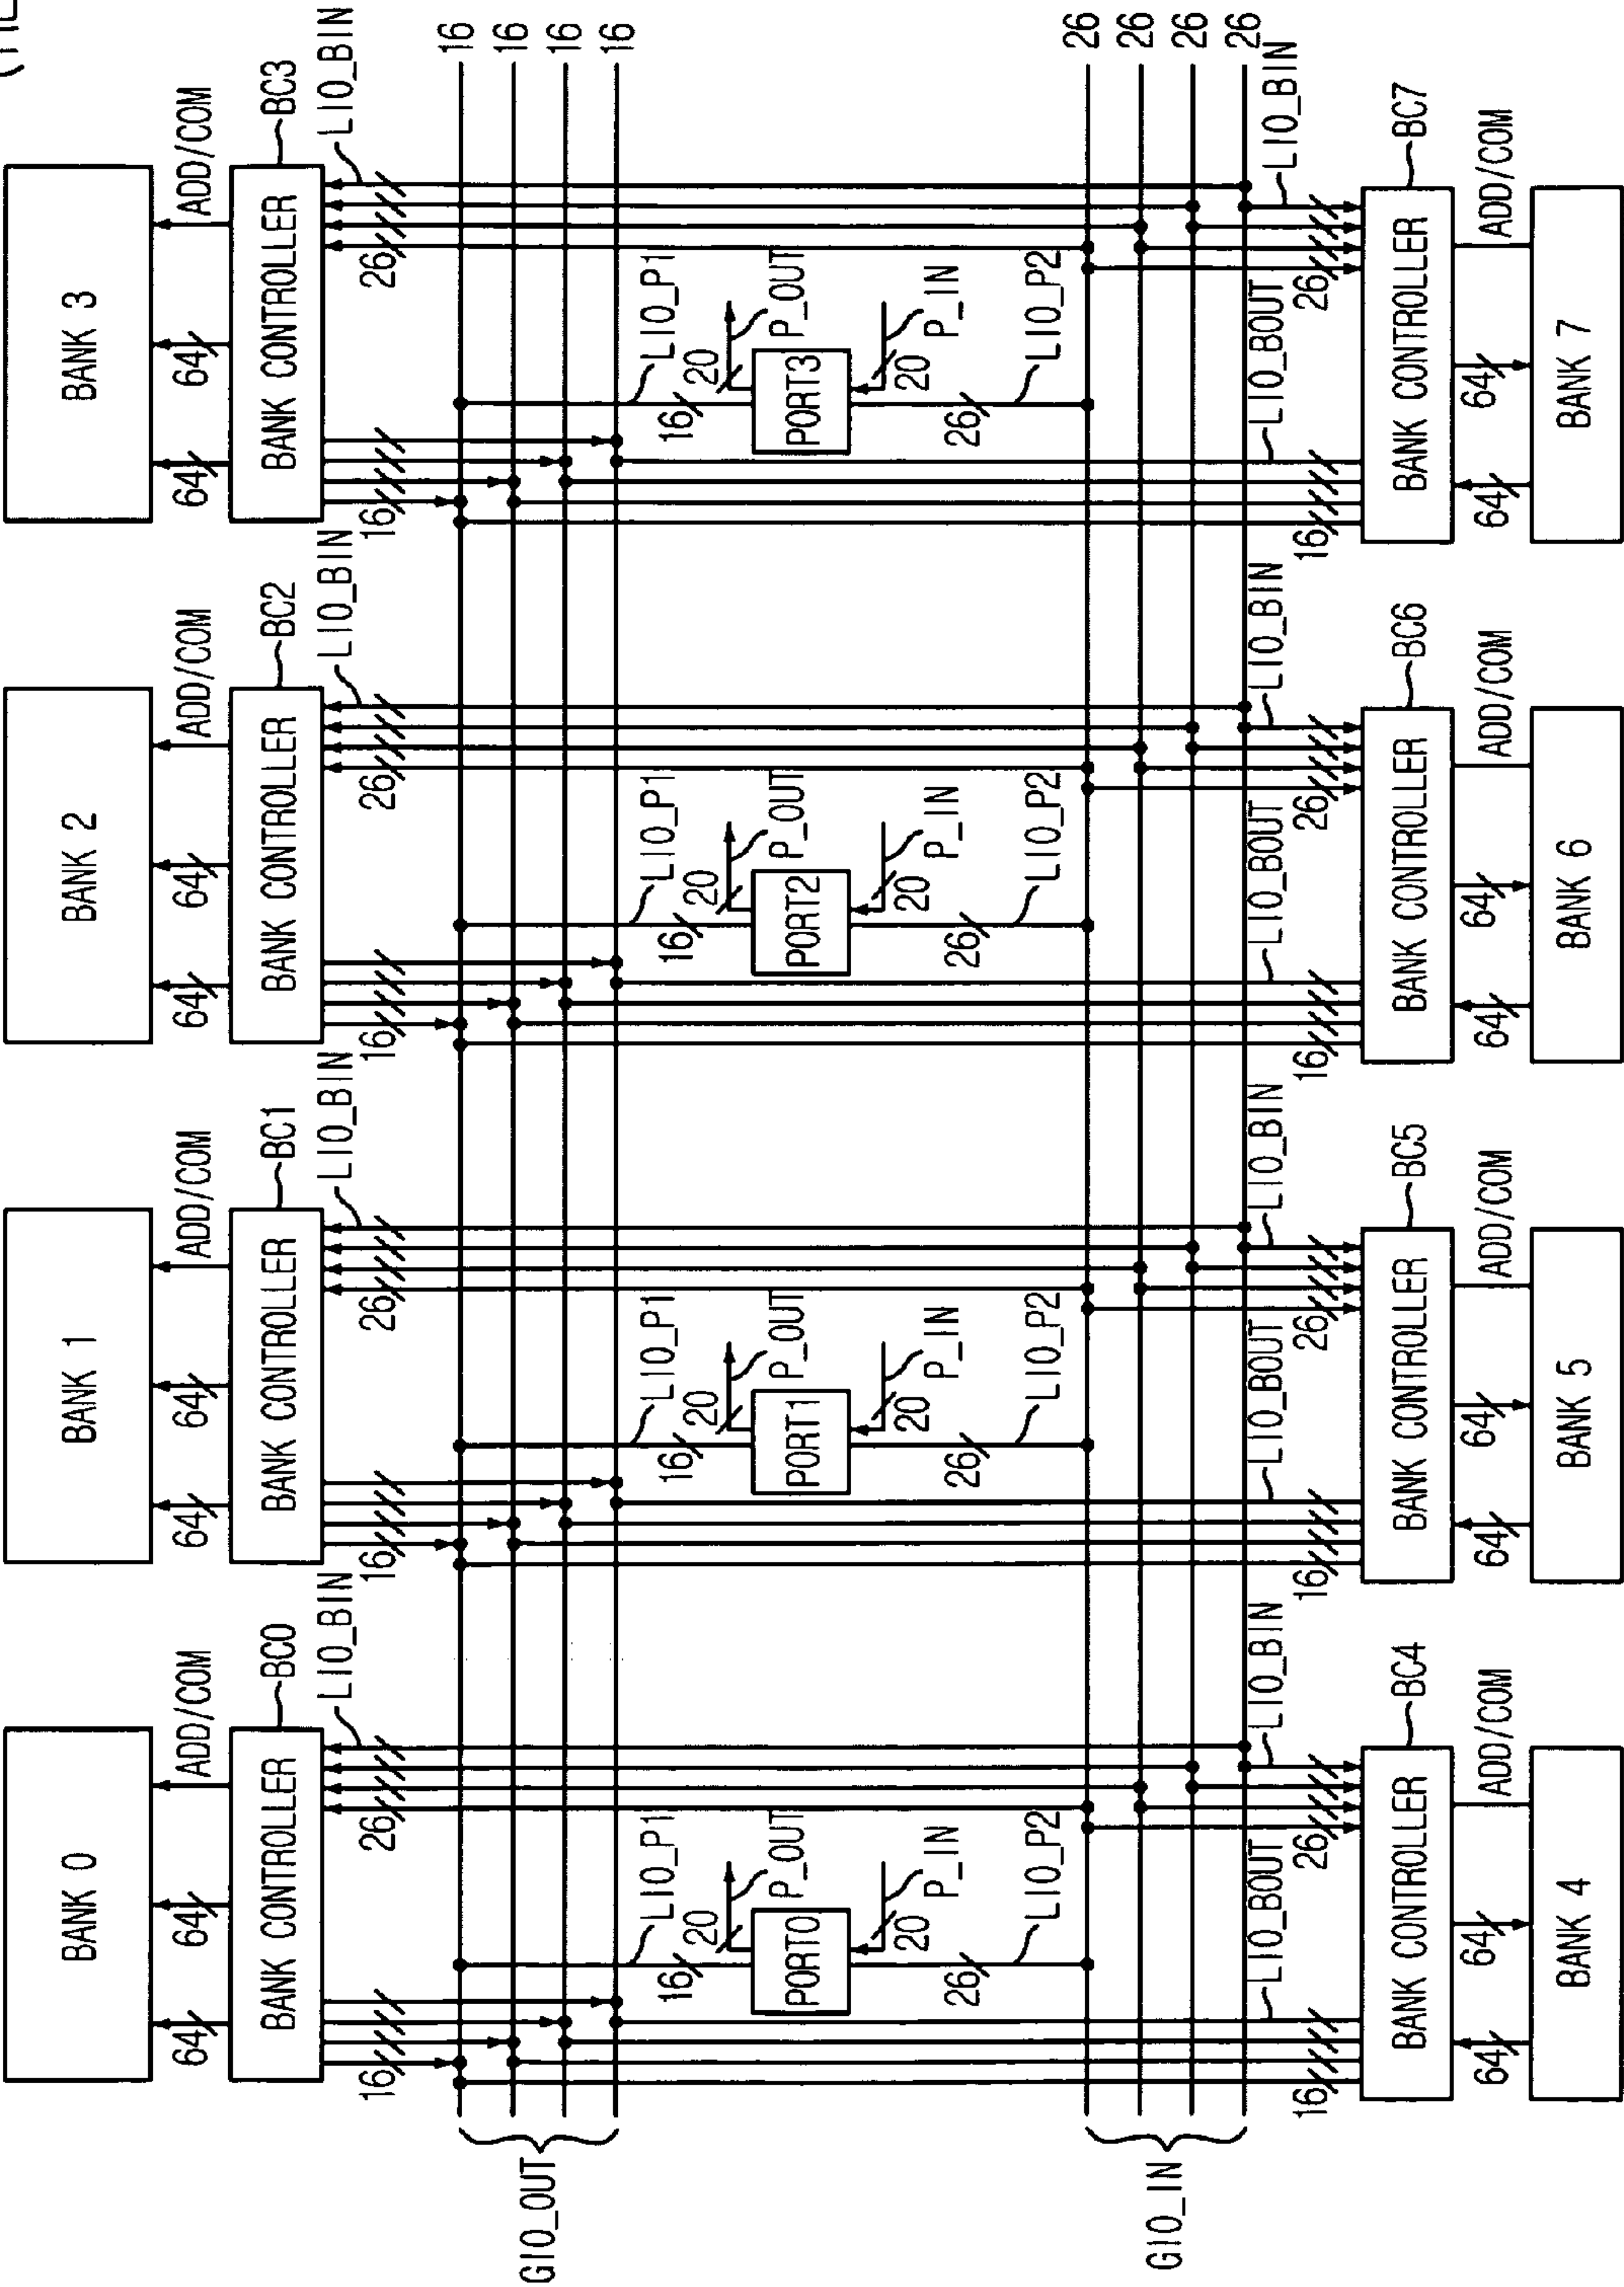 BANK 0 BANK 1 BANK 2 BANK 3
64 64 ADD/COM 64 64 ADD/COM 64 64 ADD/COM 64 64 ADD/COM
BANK CONTROLLER BC0 BANK CONTROLLER BC1 BANK CONTROLLER BC2 BANK CONTROLLER BC3
LIO_BIN LIO_BIN LIO_BIN LIO_BIN
16 26 16 26 16 26 16 26
16
16
GIO_OUT
16
16
LIO_P1 LIO_P1 LIO_P1 LIO_P1
16 20 16 20 16 20 16 20
PORT0 P_OUT PORT1 P_OUT PORT2 P_OUT PORT3 P_OUT
20 P_IN 20 P_IN 20 P_IN 20 P_IN
26 26 26 26
LIO_P2 LIO_P2 LIO_P2 LIO_P2
26
26
GIO_IN
26
26
LIO_BOUT LIO_BIN LIO_BOUT LIO_BIN LIO_BOUT LIO_BIN LIO_BOUT LIO_BIN
16 26 16 26 16 26 16 26
BANK CONTROLLER BC4 BANK CONTROLLER BC5 BANK CONTROLLER BC6 BANK CONTROLLER BC7
64 64 ADD/COM 64 64 ADD/COM 64 64 ADD/COM 64 64 ADD/COM
BANK 4 BANK 5 BANK 6 BANK 7